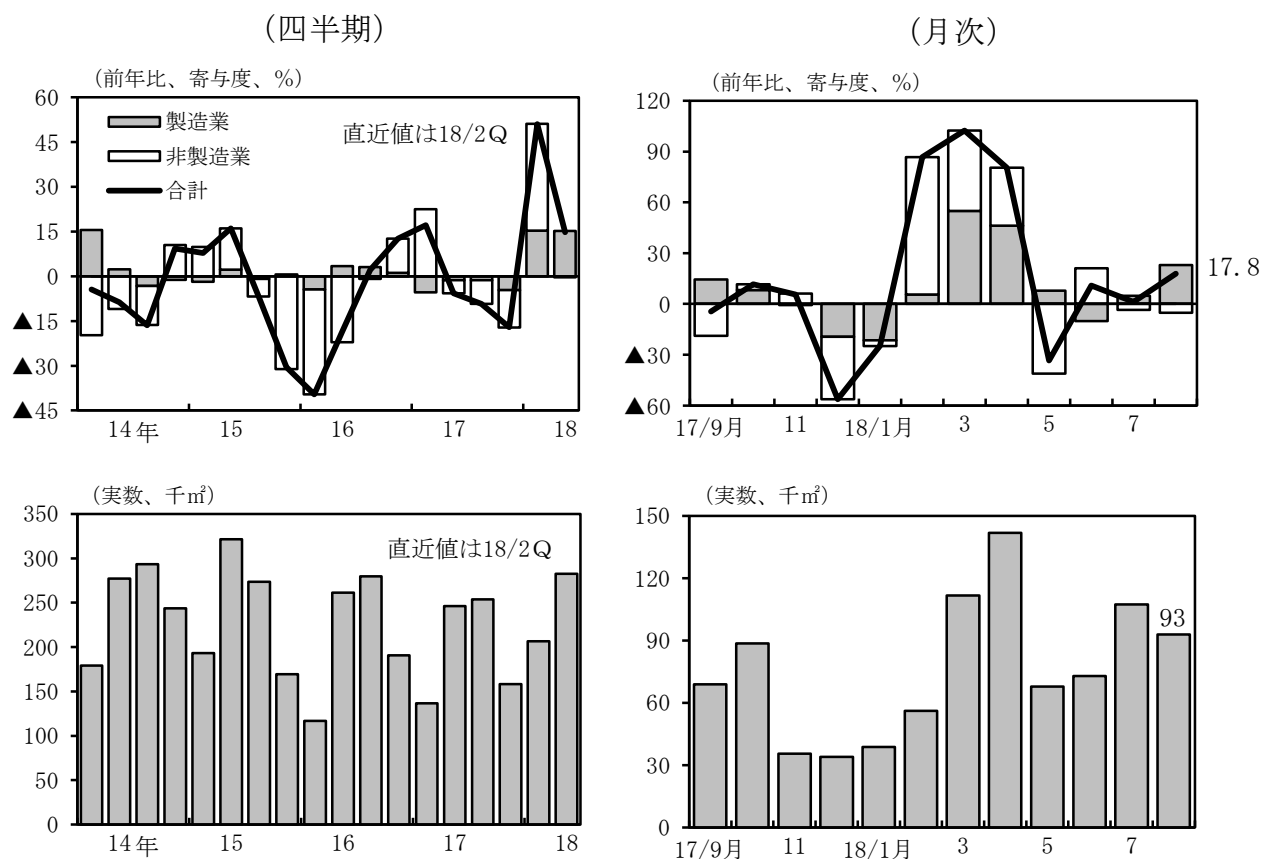 (四半期)
(月次)
(前年比、寄与度、%)
60
45
30
15
0
▲ 15
▲ 30
▲ 45
製造業
非製造業
合計
直近値は18/2Q
14年 15 16 17 18
(前年比、寄与度、%)
120
90
60
30
0
▲ 30
▲ 60
17.8
17/9月 11 18/1月 3 5 7
(実数、千㎡)
350
300
250
200
150
100
50
0
直近値は18/2Q
14年 15 16 17 18
(実数、千㎡)
150
120
90
60
30
0
93
17/9月 11 18/1月 3 5 7